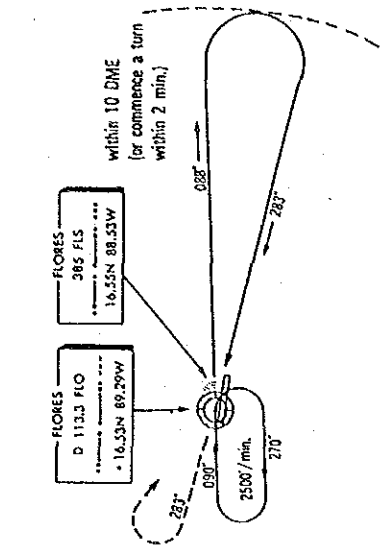 within 10 DME
(or commence a turn
within 2 min.)
FLORES
385 FLS
16.55N 88.53W
FLORES
D 113.3 FLO
16.53N 89.29W
088°
283°
283°
090°
2500'/min.
270°